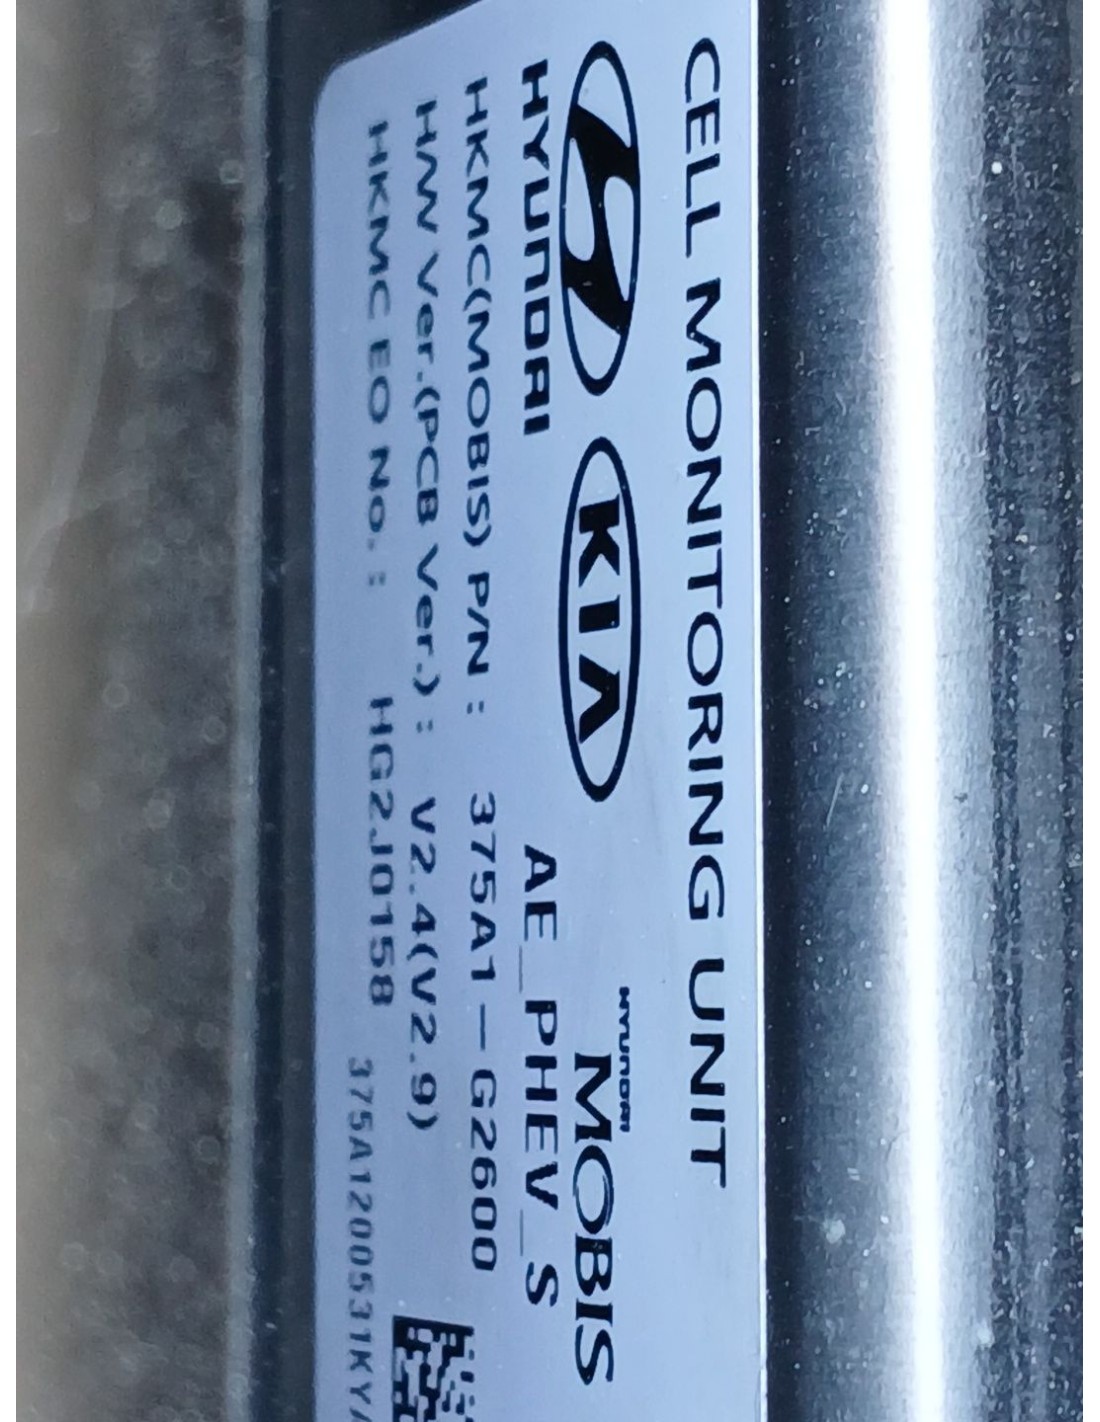 CELL MONITORING UNIT
HYUNDAI
KIA
HYUNDAI
MOBIS
AE_PHEV_S
HKMC(MOBIS) P/N : 375A1-G2600
H/W Ver.(PCB Ver.) : V2.4(V2.9)
HKMC EO No. : HG2J0158
375A1200531KY